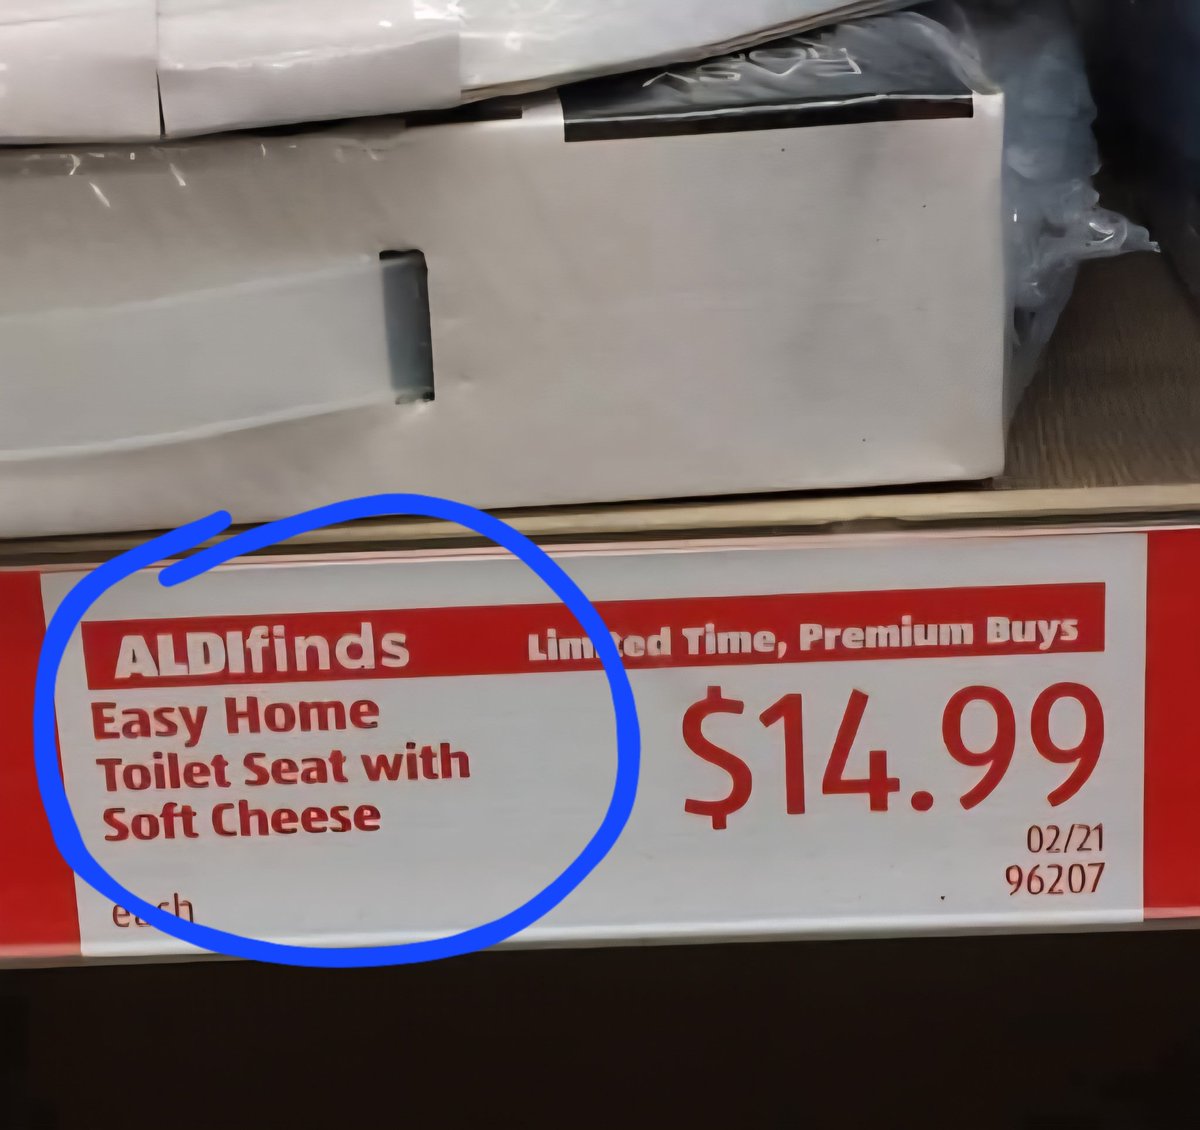 ALDIfinds Limited Time, Premium Buys
Easy Home
Toilet Seat with
Soft Cheese
$14.99
02/21
96207
each